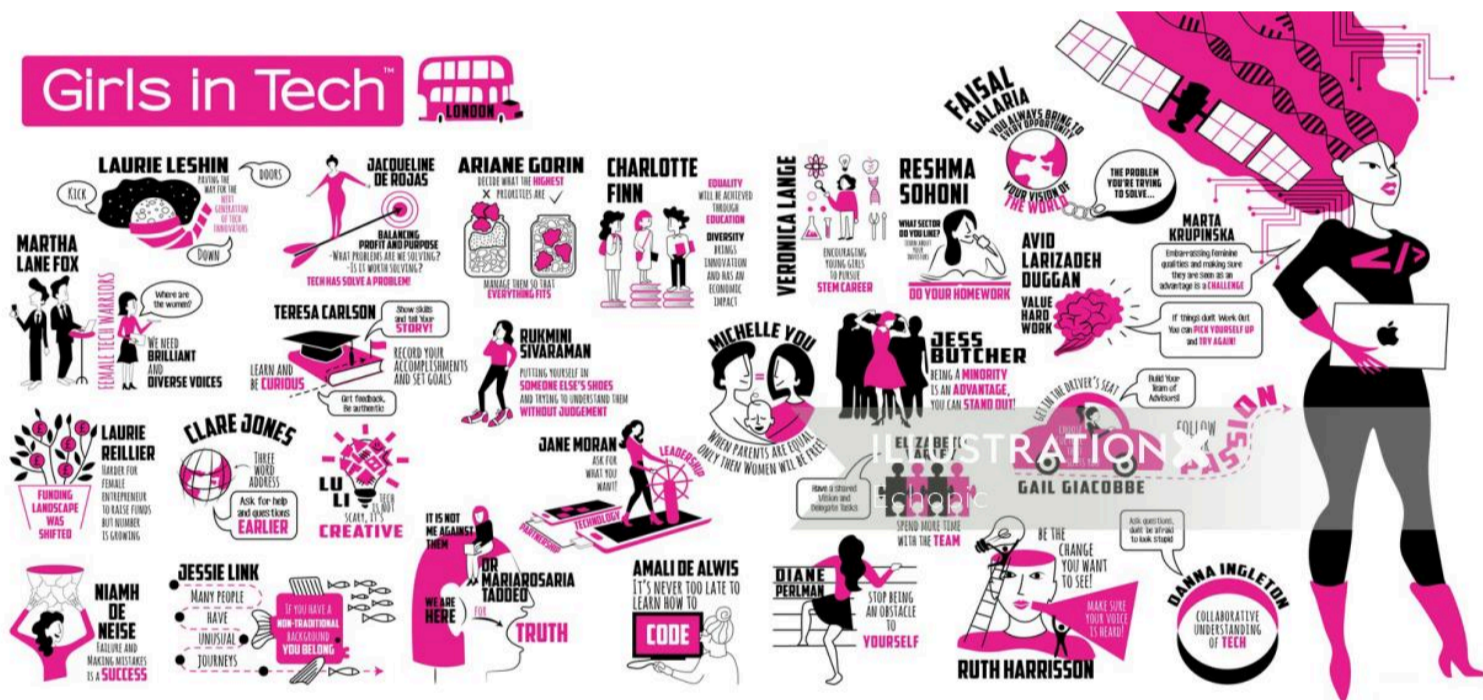 Girls in Tech™
LONDON
LAURIE LESHIN
KICK
DOORS
DOWN
PAVING THE
WAY FOR THE
NEXT
GENERATION
OF TECH
INNOVATORS
JACQUELINE
DE ROJAS
BALANCING
PROFIT AND PURPOSE
-WHAT PROBLEMS ARE WE SOLVING?
-IS IT WORTH SOLVING?
TECH HAS SOLVE A PROBLEM!
ARIANE GORIN
DECIDE WHAT THE HIGHEST
PRIORITIES ARE
MANAGE THEM SO THAT
EVERYTHING FITS
CHARLOTTE
FINN
EQUALITY
WILL BE ACHIEVED
THROUGH
EDUCATION
DIVERSITY
BRINGS
INNOVATION
AND HAS AN
ECONOMIC
IMPACT
VERONICA LANGE
ENCOURAGING
YOUNG GIRLS
TO PURSUE
STEM CAREER
RESHMA
SOHONI
WHAT SECTOR
DO YOU LIKE?
LEARN ABOUT
YOUR
INVESTORS
DO YOUR HOMEWORK
FAISAL
GALARIA
YOU ALWAYS BRING TO
EVERY OPPORTUNITY
YOUR VISION OF
THE WORLD
THE PROBLEM
YOU'RE TRYING
TO SOLVE...
AVID
LARIZADEH
DUGGAN
VALUE
HARD
WORK
MARTA
KRUPINSKA
Embarrassing feminine
qualities and making sure
they are seen as an
advantage is a CHALLENGE
If things don't Work Out
You can PICK YOURSELF UP
and TRY AGAIN!
</>
MARTHA
LANE FOX
FEMALE TECH WARRIORS
Where are
the women?
WE NEED
BRILLIANT
AND
DIVERSE VOICES
TERESA CARLSON
Show skills
and tell Your
STORY!
LEARN AND
BE CURIOUS
RECORD YOUR
ACCOMPLISHMENTS
AND SET GOALS
Get feedback,
Be authentic
RUKMINI
SIVARAMAN
PUTTING YOURSELF IN
SOMEONE ELSE'S SHOES
AND TRYING TO UNDERSTAND THEM
WITHOUT JUDGEMENT
MICHELLE YOU
=
WHEN PARENTS ARE EQUAL
ONLY THEN WOMEN WILL BE FREE!
JESS
BUTCHER
BEING A MINORITY
IS AN ADVANTAGE,
YOU CAN STAND OUT!
GET IN THE DRIVER'S SEAT
Build Your
Team of
Advisors!
FOLLOW
PASSION
GAIL GIACOBBE
LAURIE
REILLIER
HARDER FOR
FEMALE
ENTREPRENEUR
TO RAISE FUNDS
BUT NUMBER
IS GROWING
FUNDING
LANDSCAPE
WAS
SHIFTED
CLARE JONES
THREE
WORD
ADDRESS
Ask for help
and questions
EARLIER
LU
LI
TECH
IS NOT
SCARY, IT'S
CREATIVE
JANE MORAN
ASK FOR
WHAT YOU
WANT!
LEADERSHIP
TECHNOLOGY
PARTNERSHIP
Have a shared
Vision and
Delegate Tasks
SPEND MORE TIME
WITH THE TEAM
ILLUSTRATIONX
Echopic
NIAMH
DE
NEISE
FAILURE AND
MAKING MISTAKES
IS A SUCCESS
JESSIE LINK
MANY PEOPLE
HAVE
UNUSUAL
JOURNEYS
IF YOU HAVE A
NON-TRADITIONAL
BACKGROUND
YOU BELONG
IT IS NOT
ME AGAINST
THEM
DR
MARIAROSARIA
TADDEO
WE ARE
HERE
FOR
TRUTH
AMALI DE ALWIS
IT'S NEVER TOO LATE TO
LEARN HOW TO
CODE
DIANE
PERLMAN
STOP BEING
AN OBSTACLE
TO
YOURSELF
BE THE
CHANGE
YOU WANT
TO SEE!
MAKE SURE
YOUR VOICE
IS HEARD!
RUTH HARRISSON
Ask questions,
don't be afraid
to look stupid
DANNA INGLETON
COLLABORATIVE
UNDERSTANDING
OF TECH